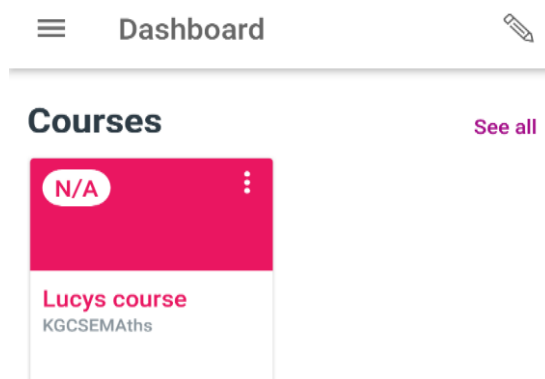 Dashboard
Courses
See all
N/A
Lucys course
KGCSEMAths